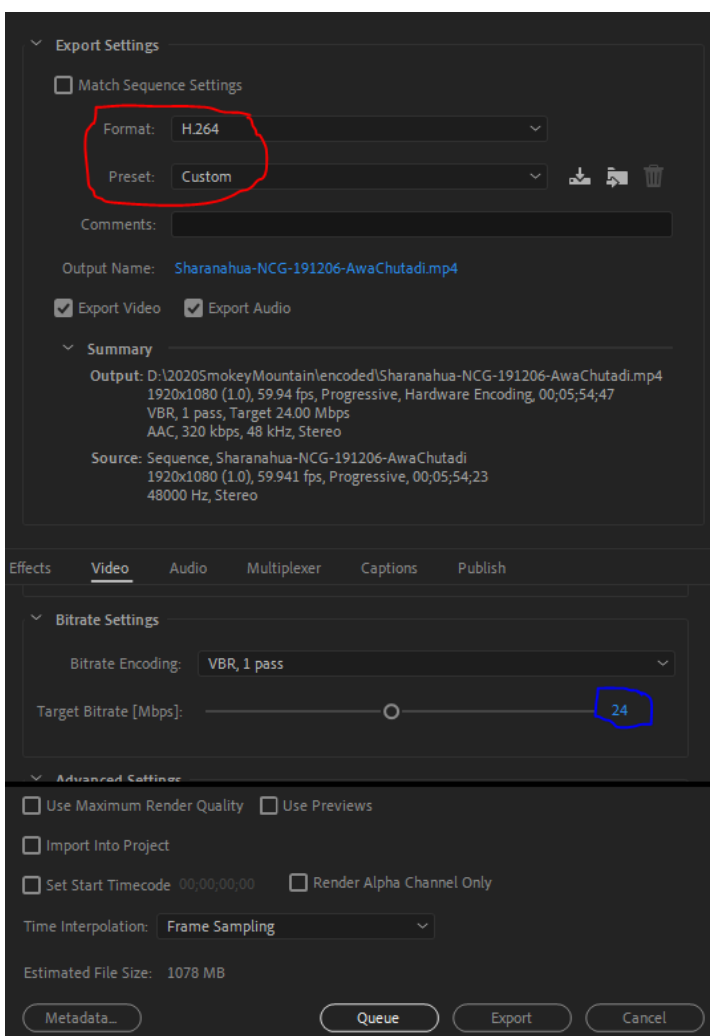 Export Settings
Match Sequence Settings
Format: H.264
Preset: Custom
Comments:
Output Name: Sharanahua-NCG-191206-AwaChutadi.mp4
Export Video Export Audio
Summary
Output: D:\2020SmokeyMountain\encoded\Sharanahua-NCG-191206-AwaChutadi.mp4
1920x1080 (1.0), 59.94 fps, Progressive, Hardware Encoding, 00;05;54;47
VBR, 1 pass, Target 24.00 Mbps
AAC, 320 kbps, 48 kHz, Stereo
Source: Sequence, Sharanahua-NCG-191206-AwaChutadi
1920x1080 (1.0), 59.941 fps, Progressive, 00;05;54;23
48000 Hz, Stereo
Effects Video Audio Multiplexer Captions Publish
Bitrate Settings
Bitrate Encoding: VBR, 1 pass
Target Bitrate [Mbps]: 24
Advanced Settings
Use Maximum Render Quality Use Previews
Import Into Project
Set Start Timecode 00;00;00;00 Render Alpha Channel Only
Time Interpolation: Frame Sampling
Estimated File Size: 1078 MB
Metadata... Queue Export Cancel